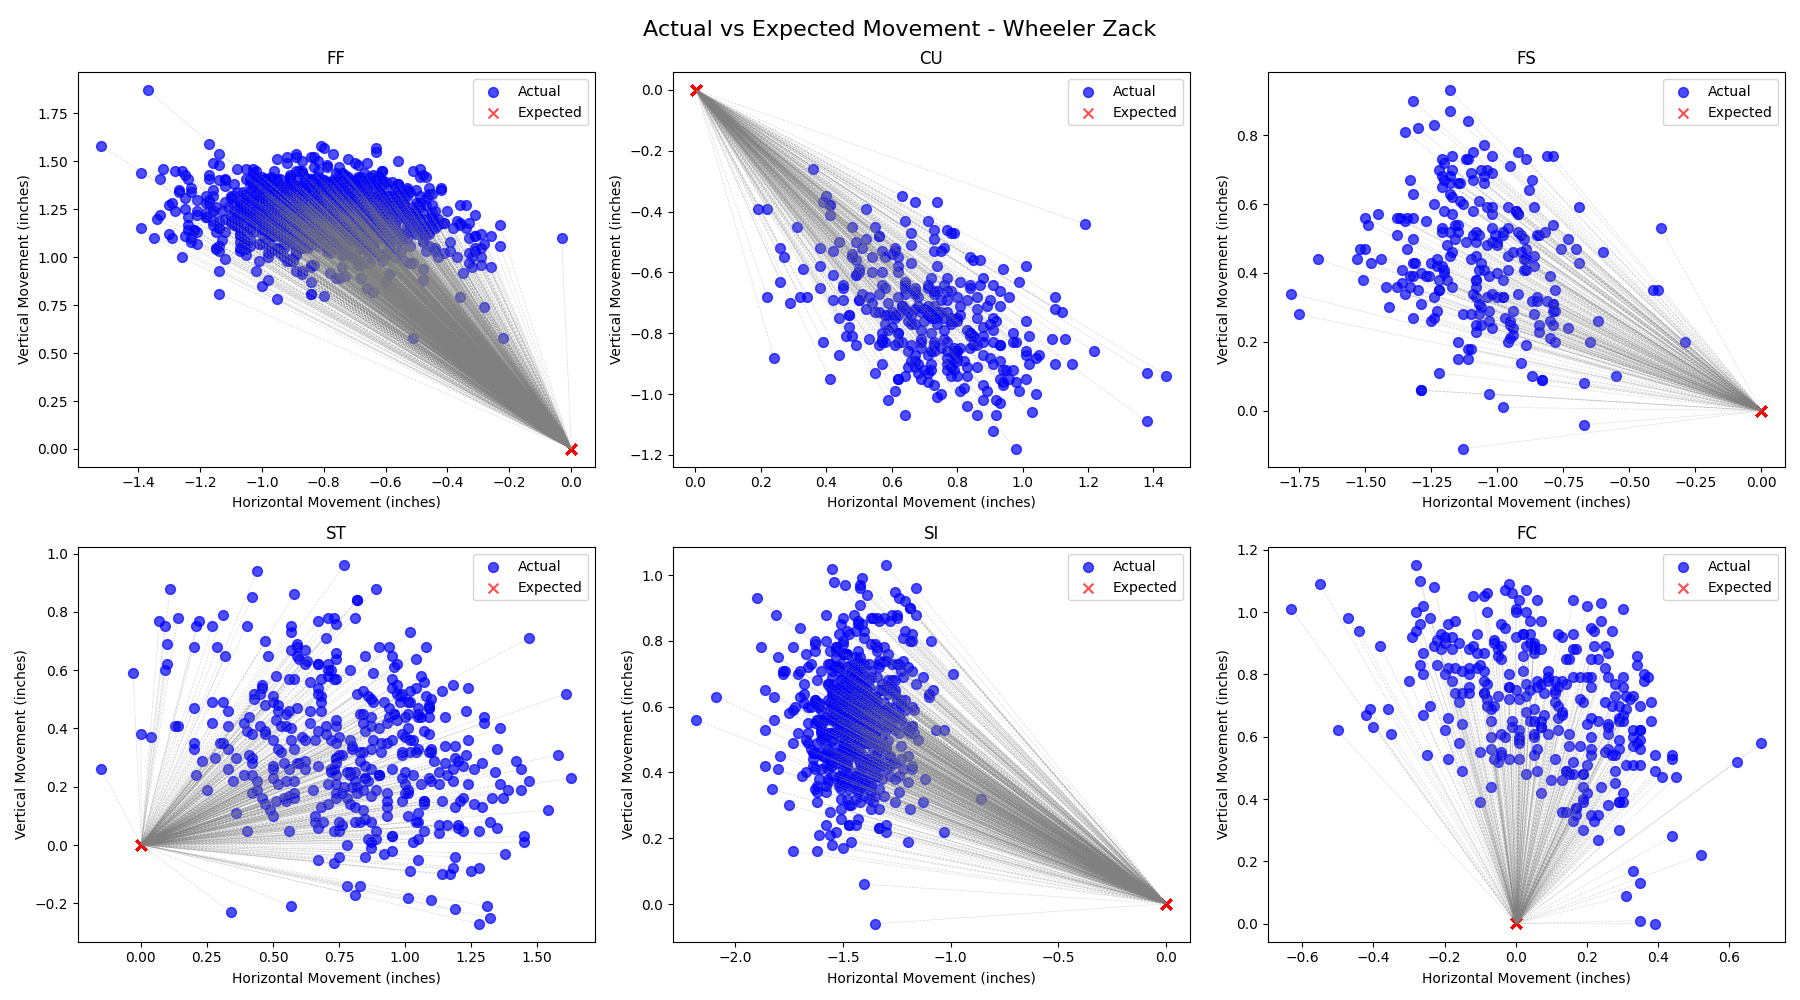 Actual vs Expected Movement - Wheeler Zack
FF
Actual
Expected
1.75
1.50
1.25
1.00
0.75
0.50
0.25
0.00
Vertical Movement (inches)
−1.4
−1.2
−1.0
−0.8
−0.6
−0.4
−0.2
0.0
Horizontal Movement (inches)
CU
Actual
Expected
0.0
−0.2
−0.4
−0.6
−0.8
−1.0
−1.2
Vertical Movement (inches)
0.0
0.2
0.4
0.6
0.8
1.0
1.2
1.4
Horizontal Movement (inches)
FS
Actual
Expected
0.8
0.6
0.4
0.2
0.0
Vertical Movement (inches)
−1.75
−1.50
−1.25
−1.00
−0.75
−0.50
−0.25
0.00
Horizontal Movement (inches)
ST
Actual
Expected
1.0
0.8
0.6
0.4
0.2
0.0
−0.2
Vertical Movement (inches)
0.00
0.25
0.50
0.75
1.00
1.25
1.50
Horizontal Movement (inches)
SI
Actual
Expected
1.0
0.8
0.6
0.4
0.2
0.0
Vertical Movement (inches)
−2.0
−1.5
−1.0
−0.5
0.0
Horizontal Movement (inches)
FC
Actual
Expected
1.2
1.0
0.8
0.6
0.4
0.2
0.0
Vertical Movement (inches)
−0.6
−0.4
−0.2
0.0
0.2
0.4
0.6
Horizontal Movement (inches)